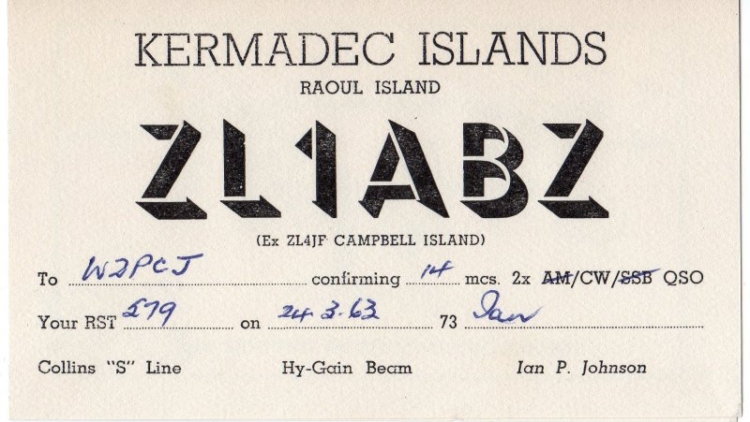 KERMADEC ISLANDS
RAOUL ISLAND
ZL1ABZ
(Ex ZL4JF CAMPBELL ISLAND)
To W2PCJ confirming 14 mcs. 2x AM/CW/SSB QSO
Your RST 579 on 24-3-63 73 Ian
Collins "S" Line Hy-Gain Beam Ian P. Johnson